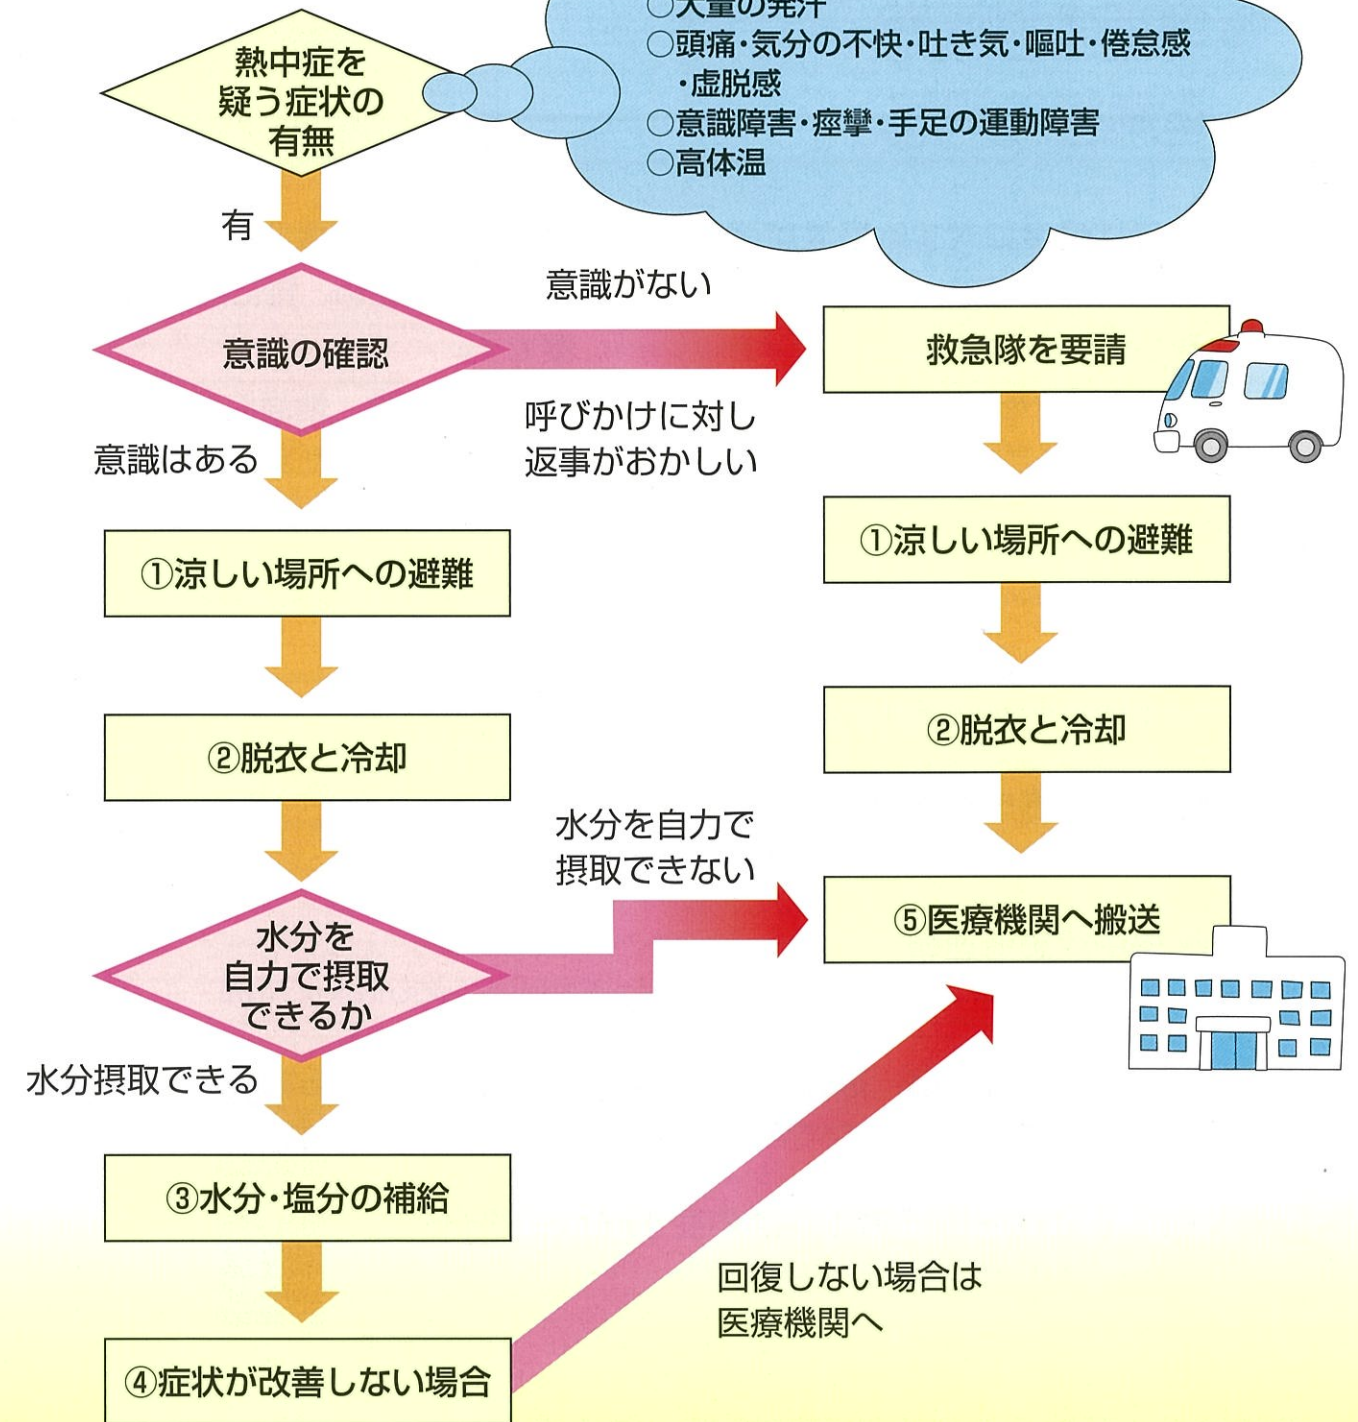 ○大量の発汗
○頭痛・気分の不快・吐き気・嘔吐・倦怠感
・虚脱感
○意識障害・痙攣・手足の運動障害
○高体温
熱中症を
疑う症状の
有無
有
意識の確認
意識がない
呼びかけに対し
返事がおかしい
救急隊を要請
意識はある
①涼しい場所への避難
①涼しい場所への避難
②脱衣と冷却
②脱衣と冷却
水分を自力で
摂取できない
⑤医療機関へ搬送
水分を
自力で摂取
できるか
水分摂取できる
③水分・塩分の補給
回復しない場合は
医療機関へ
④症状が改善しない場合